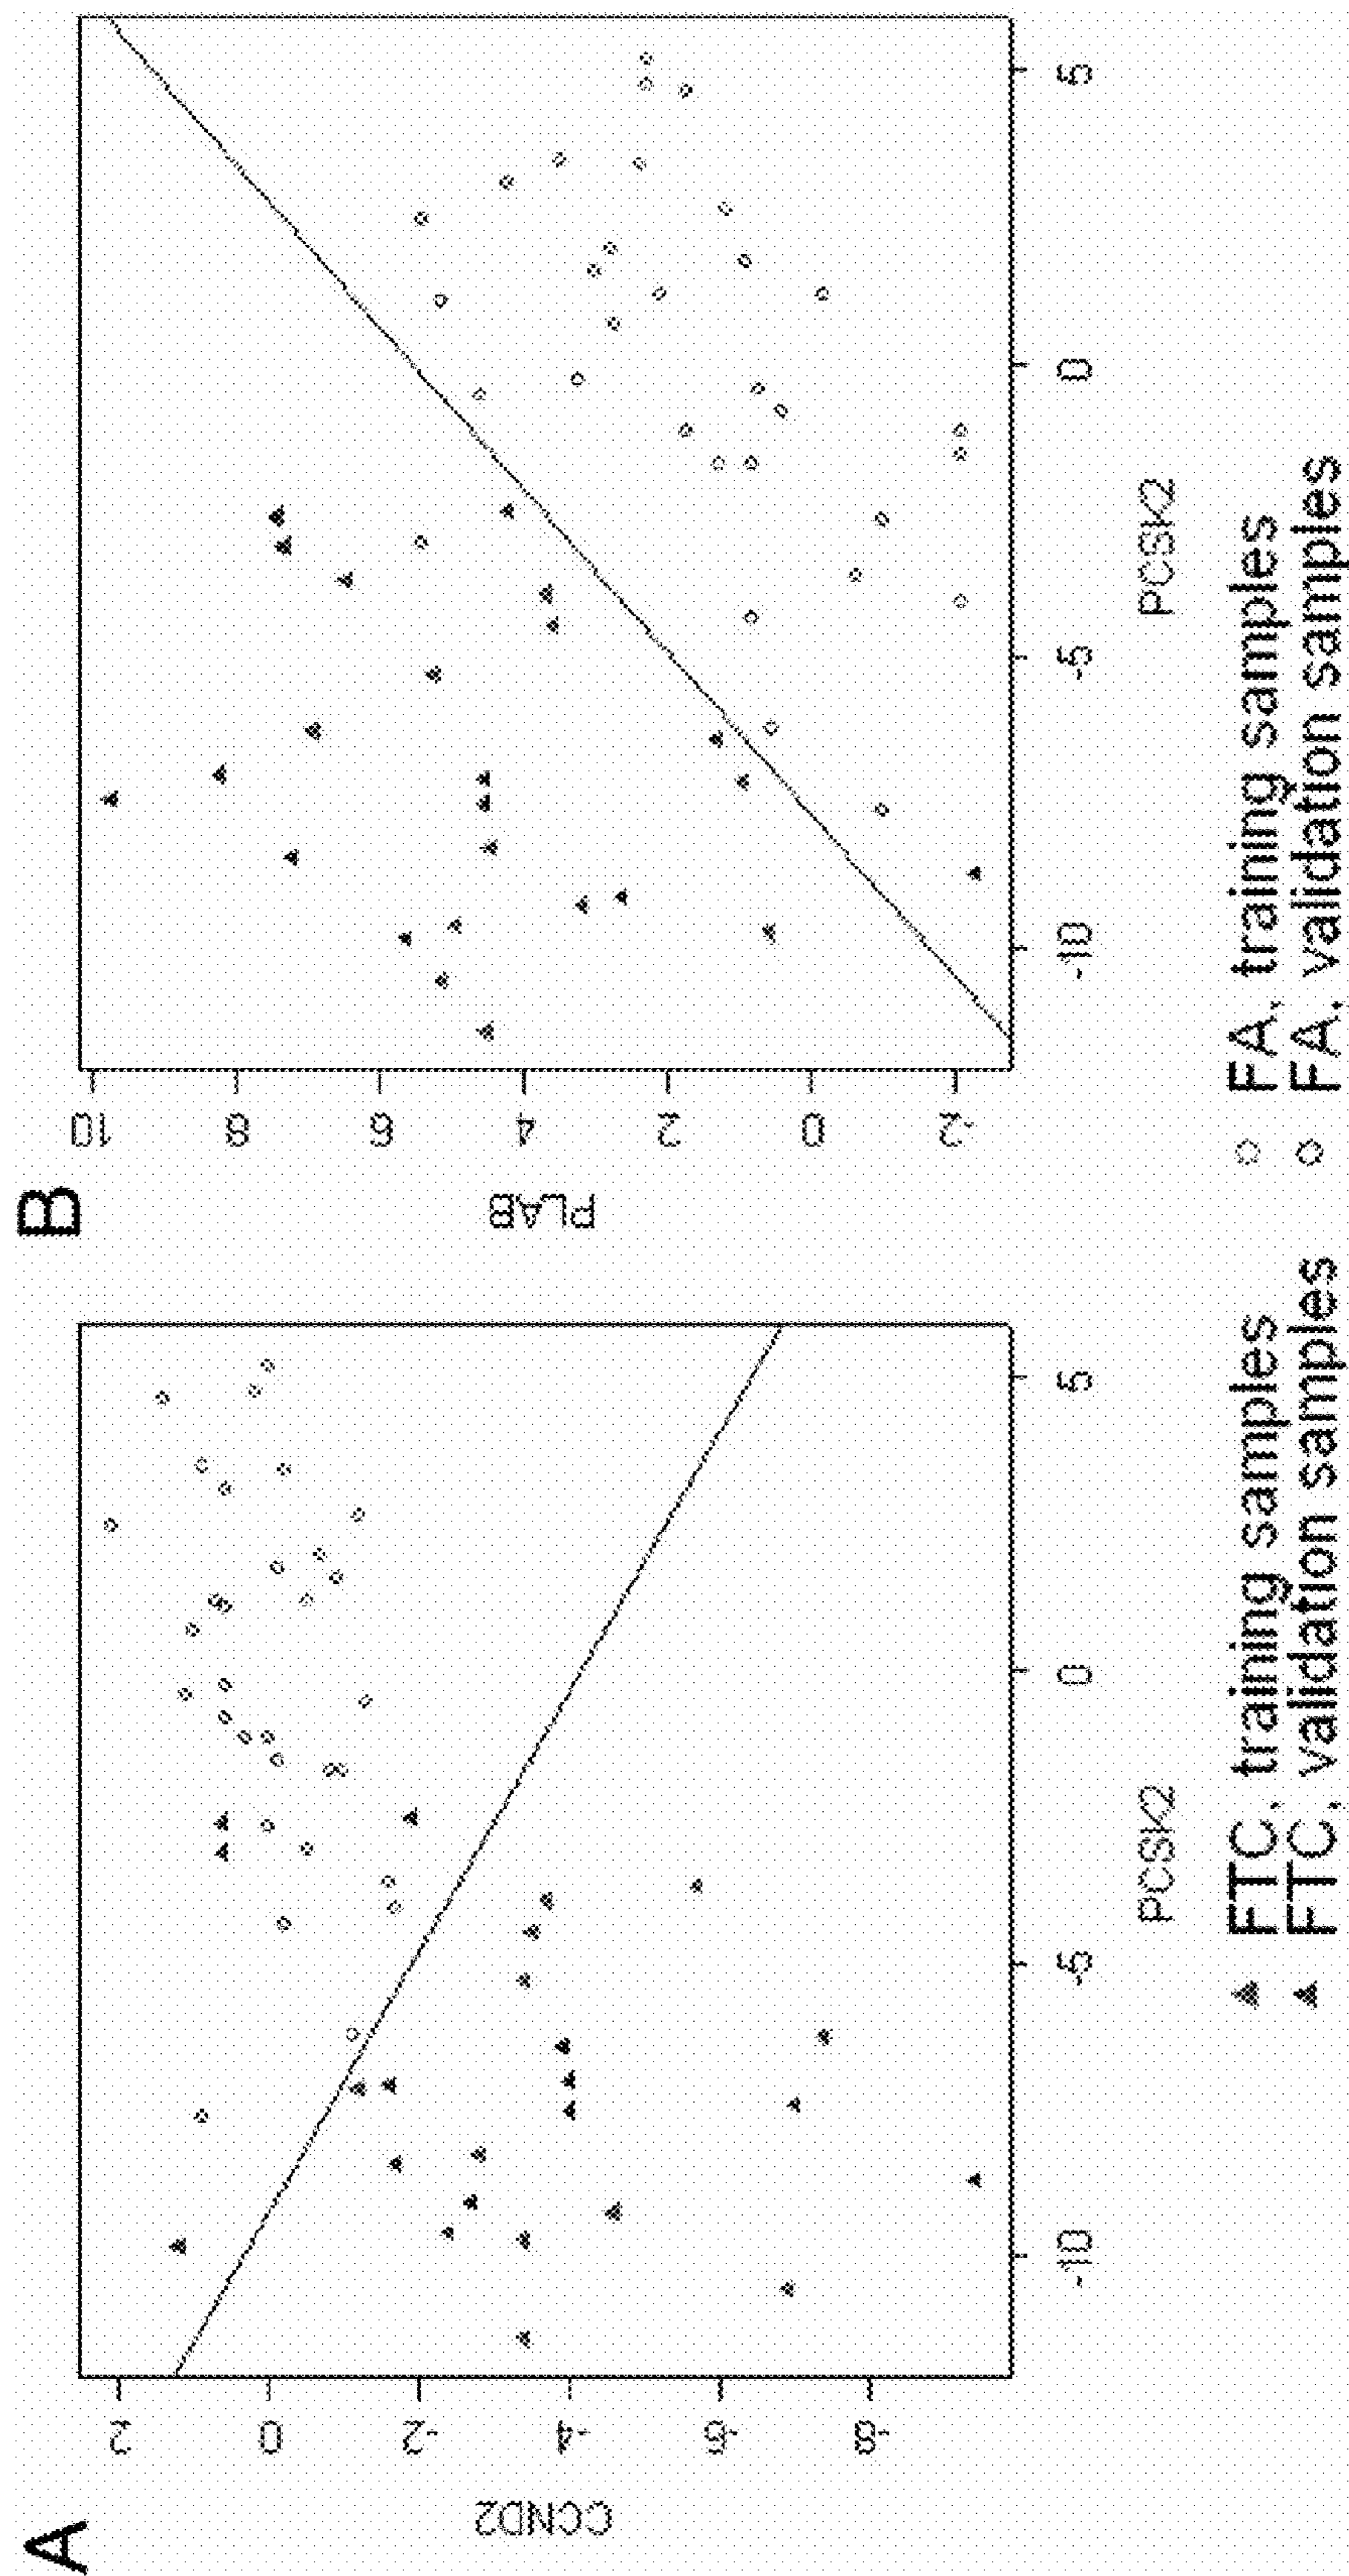 A
CCND2
2
0
-2
-4
-6
-8
-10
-5
0
5
PCSK2
B
PLAB
10
8
6
4
2
0
-2
-10
-5
0
5
PCSK2
FTC, training samples
FTC, validation samples
FA, training samples
FA, validation samples